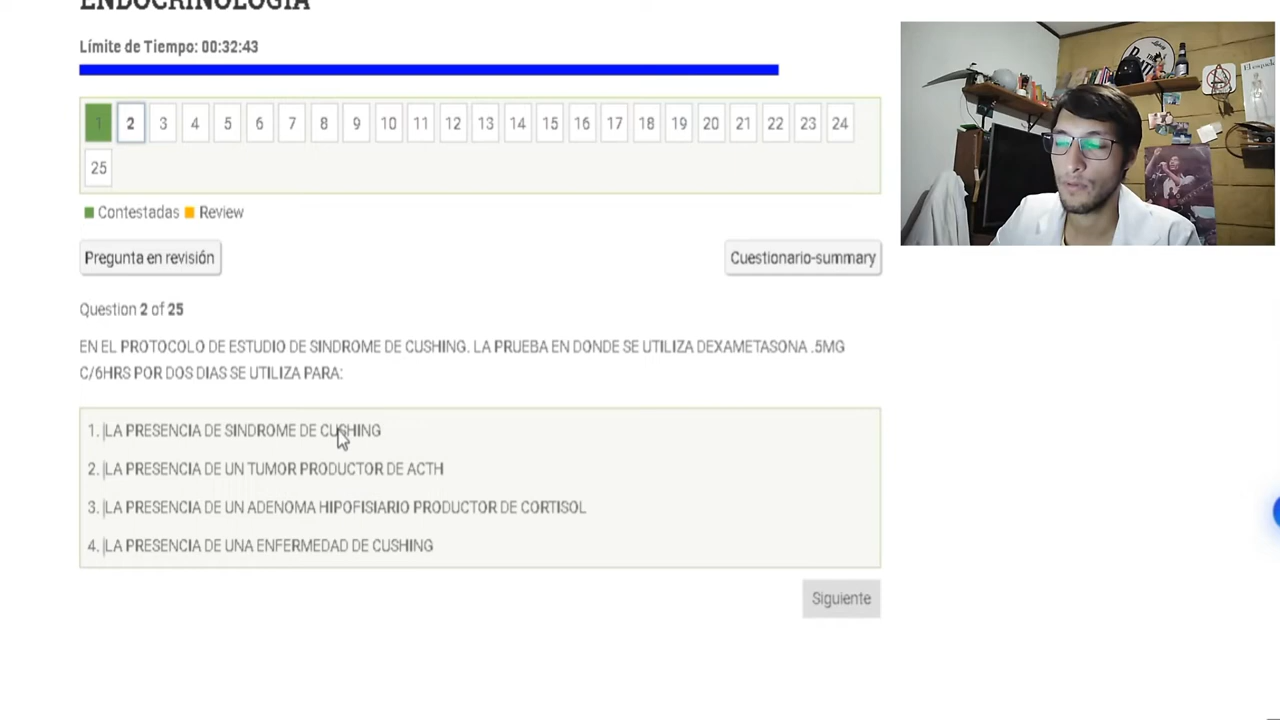 ENDOCRINOLOGÍA
Límite de Tiempo: 00:32:43
1 2 3 4 5 6 7 8 9 10 11 12 13 14 15 16 17 18 19 20 21 22 23 24
25
Contestadas Review
Pregunta en revisión Cuestionario-summary
Question 2 of 25
EN EL PROTOCOLO DE ESTUDIO DE SINDROME DE CUSHING. LA PRUEBA EN DONDE SE UTILIZA DEXAMETASONA .5MG
C/6HRS POR DOS DIAS SE UTILIZA PARA:
1. LA PRESENCIA DE SINDROME DE CUSHING
2. LA PRESENCIA DE UN TUMOR PRODUCTOR DE ACTH
3. LA PRESENCIA DE UN ADENOMA HIPOFISIARIO PRODUCTOR DE CORTISOL
4. LA PRESENCIA DE UNA ENFERMEDAD DE CUSHING
Siguiente